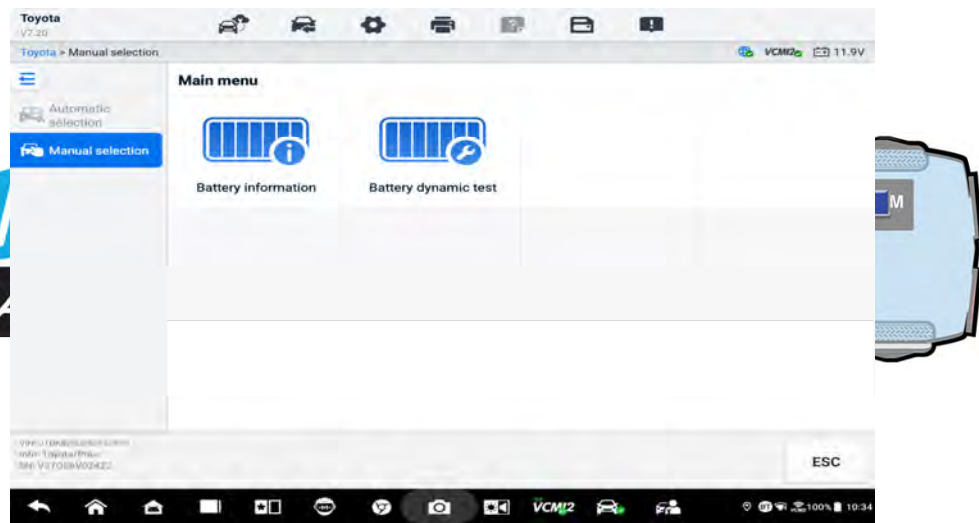 Toyota
V7.20
Toyota > Manual selection
VCMI2 11.9V
Main menu
Automatic
selection
Manual selection
Battery information
Battery dynamic test
M
ESC
VCMI2
100% 10:34